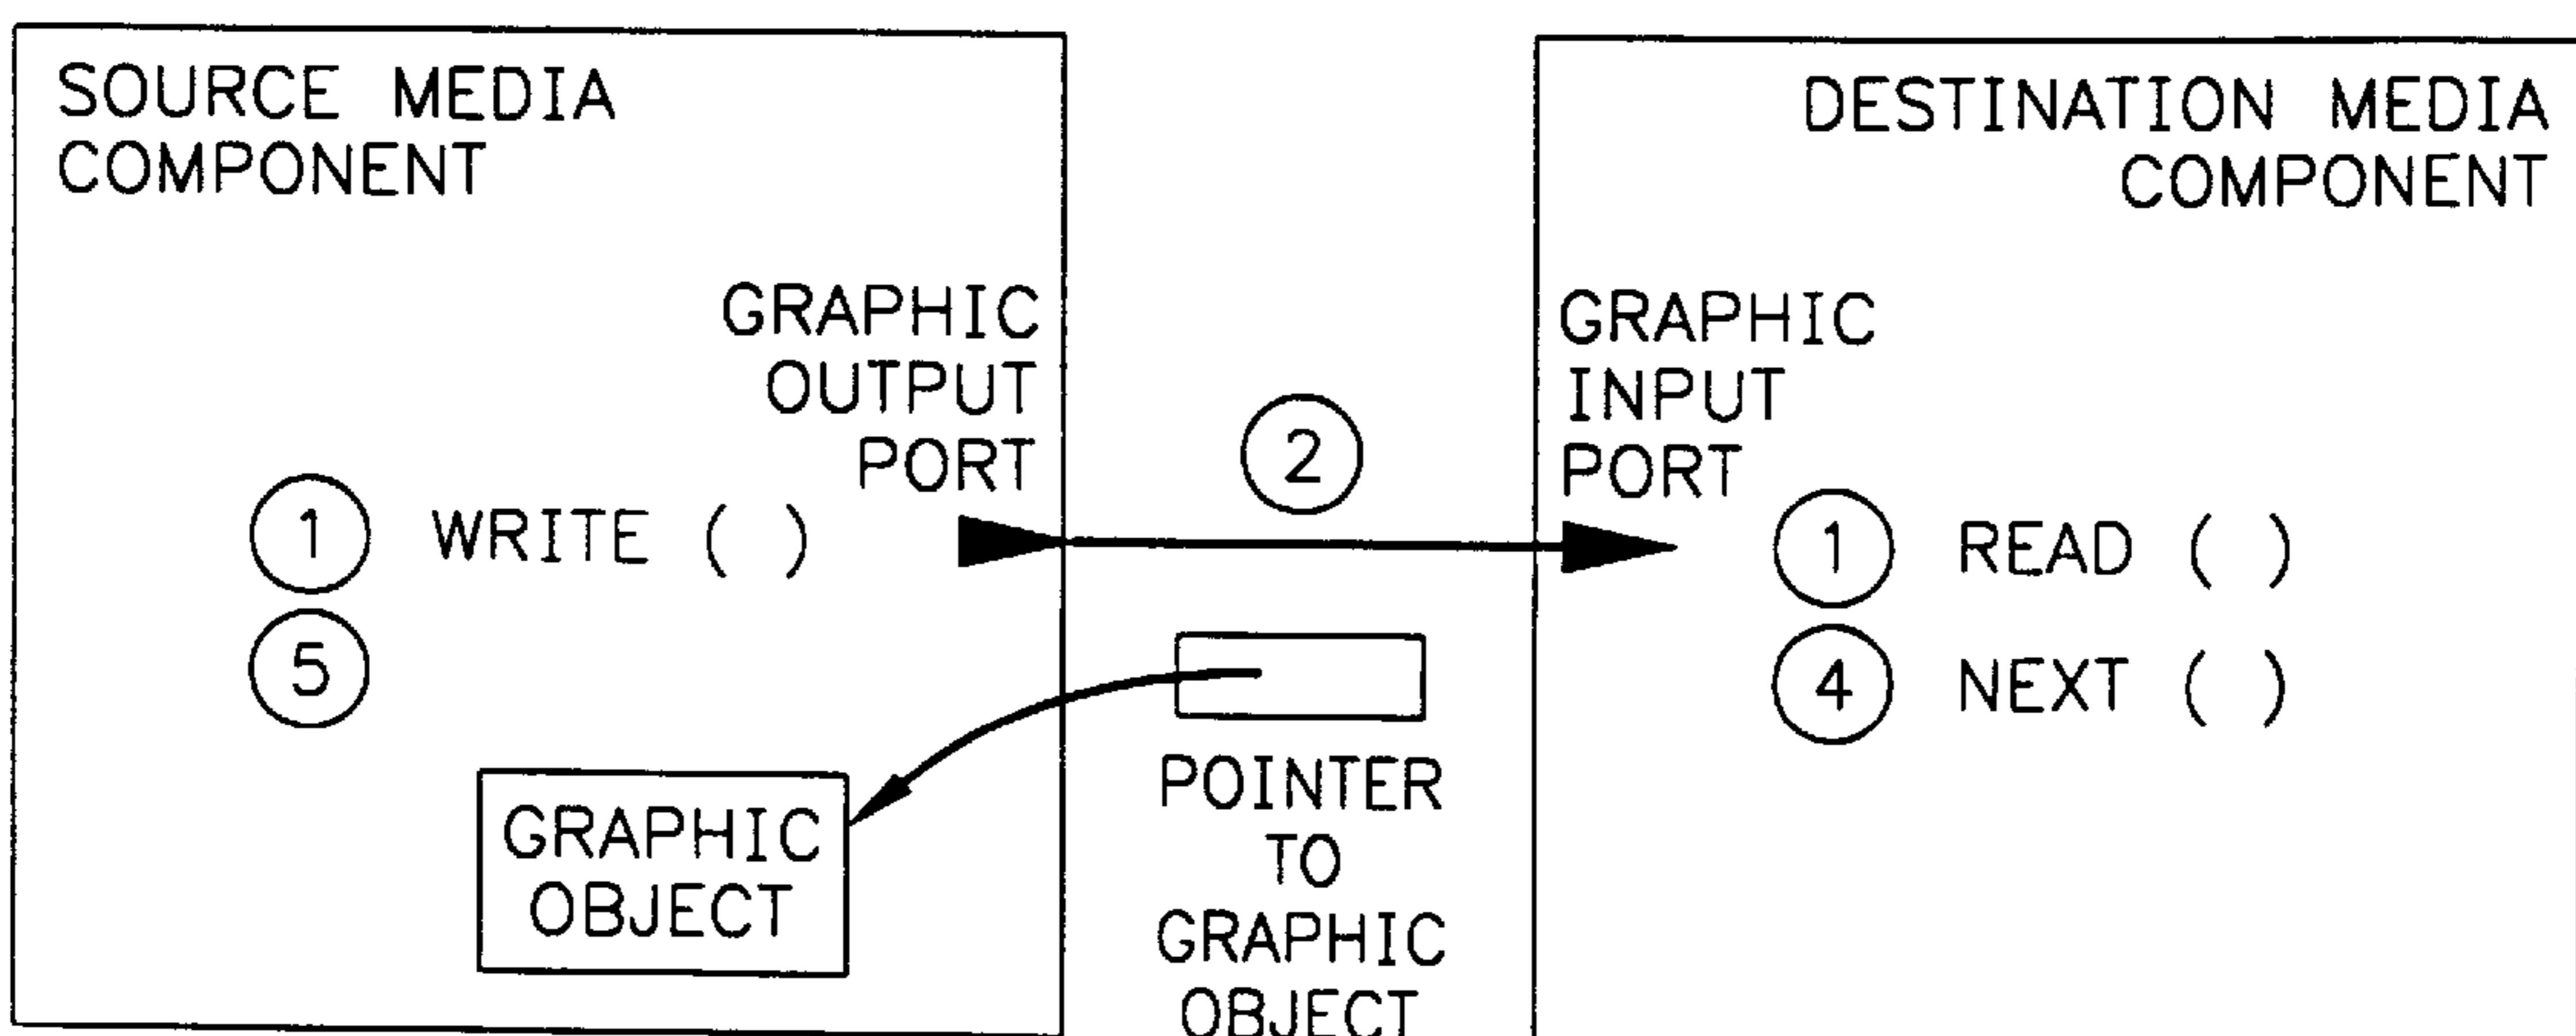 SOURCE MEDIA
COMPONENT
GRAPHIC
OUTPUT
PORT
1 WRITE ( )
5
GRAPHIC
OBJECT
2
POINTER
TO
GRAPHIC
OBJECT
DESTINATION MEDIA
COMPONENT
GRAPHIC
INPUT
PORT
1 READ ( )
4 NEXT ( )